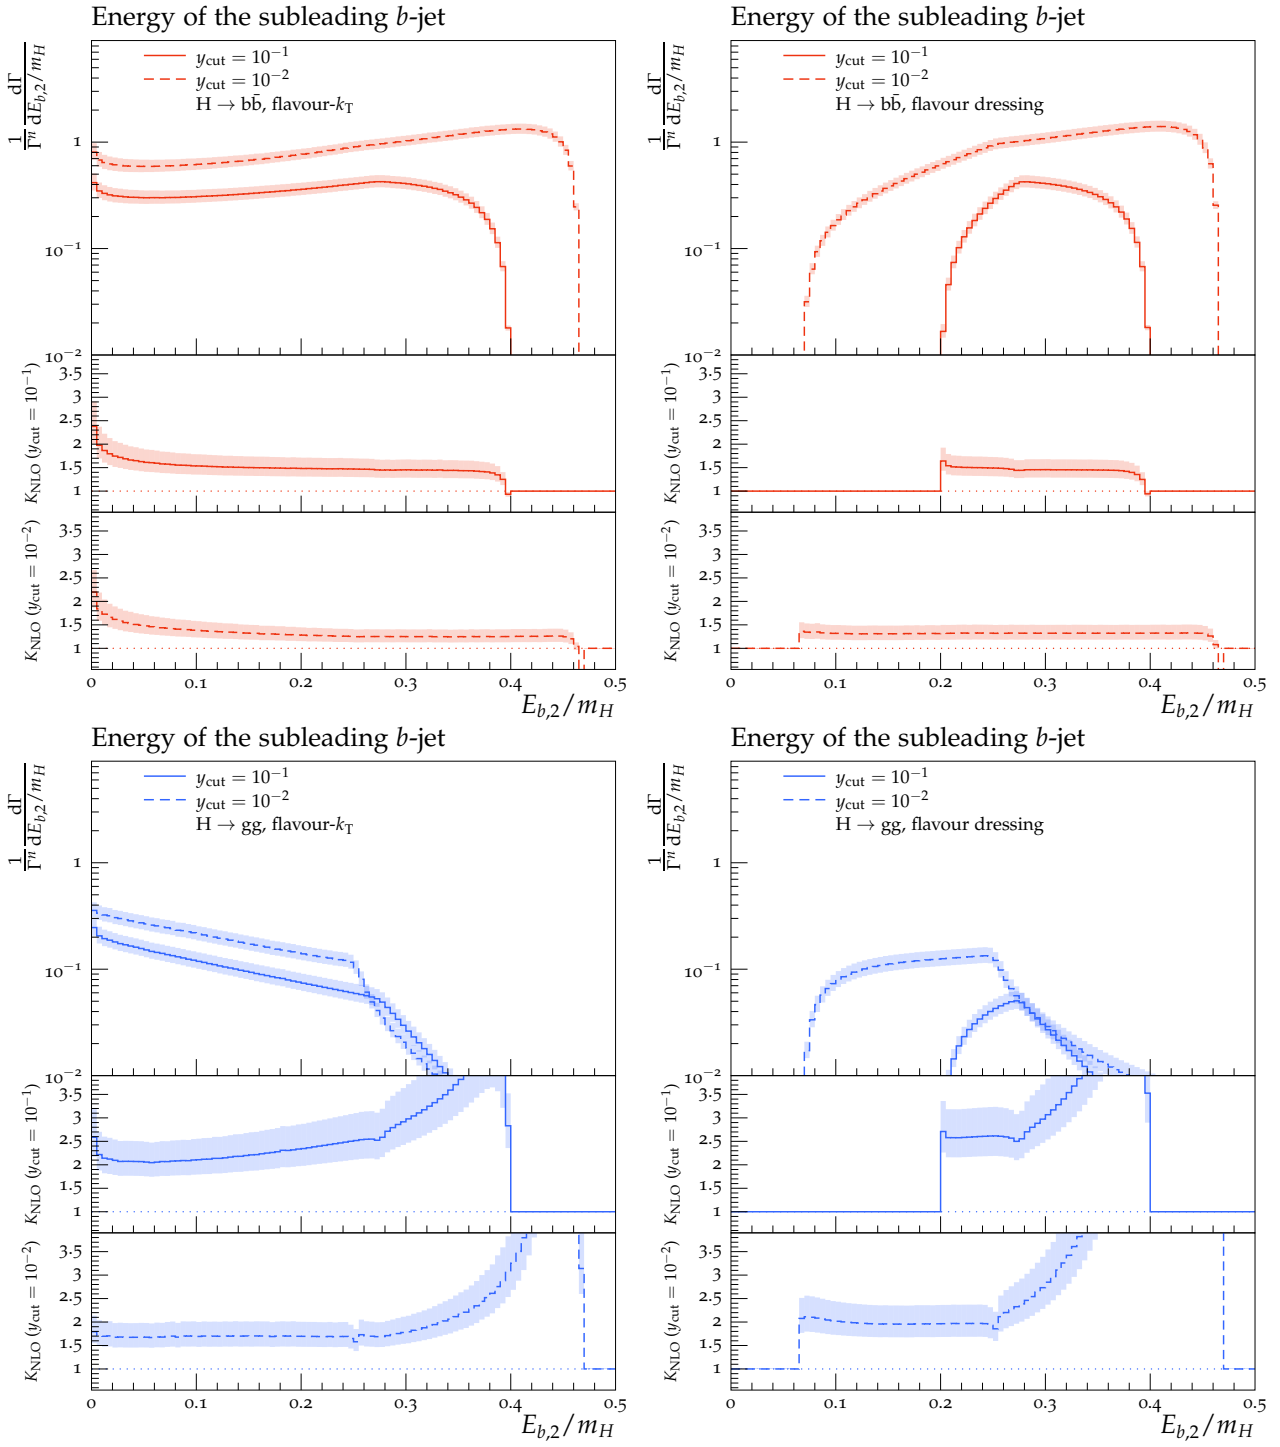 Energy of the subleading b-jet
1/Γⁿ dΓ/dE_{b,2}/m_H
y_cut = 10⁻¹
y_cut = 10⁻²
H → bb̄, flavour-k_T
1
10⁻¹
10⁻²
K_NLO (y_cut = 10⁻¹)
3.5
3
2.5
2
1.5
1
K_NLO (y_cut = 10⁻²)
3.5
3
2.5
2
1.5
1
0 0.1 0.2 0.3 0.4 0.5
E_{b,2}/m_H
Energy of the subleading b-jet
1/Γⁿ dΓ/dE_{b,2}/m_H
y_cut = 10⁻¹
y_cut = 10⁻²
H → bb̄, flavour dressing
1
10⁻¹
10⁻²
K_NLO (y_cut = 10⁻¹)
3.5
3
2.5
2
1.5
1
K_NLO (y_cut = 10⁻²)
3.5
3
2.5
2
1.5
1
0 0.1 0.2 0.3 0.4 0.5
E_{b,2}/m_H
Energy of the subleading b-jet
1/Γⁿ dΓ/dE_{b,2}/m_H
y_cut = 10⁻¹
y_cut = 10⁻²
H → gg, flavour-k_T
1
10⁻¹
10⁻²
K_NLO (y_cut = 10⁻¹)
3.5
3
2.5
2
1.5
1
K_NLO (y_cut = 10⁻²)
3.5
3
2.5
2
1.5
1
0 0.1 0.2 0.3 0.4 0.5
E_{b,2}/m_H
Energy of the subleading b-jet
1/Γⁿ dΓ/dE_{b,2}/m_H
y_cut = 10⁻¹
y_cut = 10⁻²
H → gg, flavour dressing
1
10⁻¹
10⁻²
K_NLO (y_cut = 10⁻¹)
3.5
3
2.5
2
1.5
1
K_NLO (y_cut = 10⁻²)
3.5
3
2.5
2
1.5
1
0 0.1 0.2 0.3 0.4 0.5
E_{b,2}/m_H